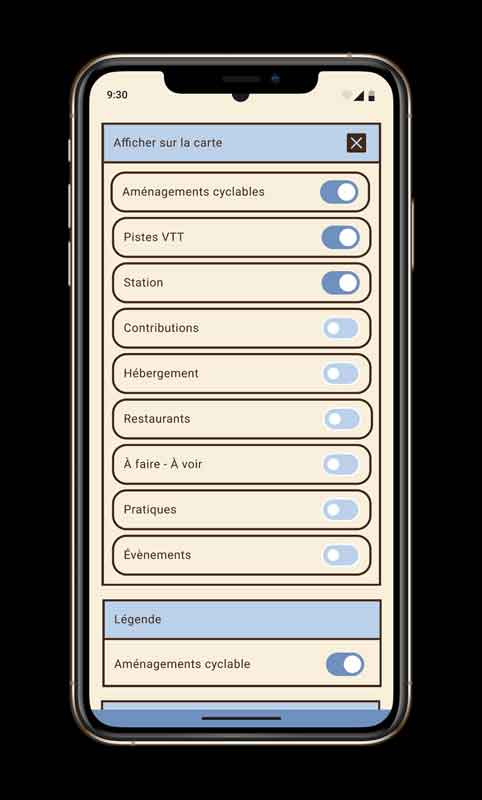 9:30
Afficher sur la carte
Aménagements cyclables
Pistes VTT
Station
Contributions
Hébergement
Restaurants
À faire - À voir
Pratiques
Évènements
Légende
Aménagements cyclable